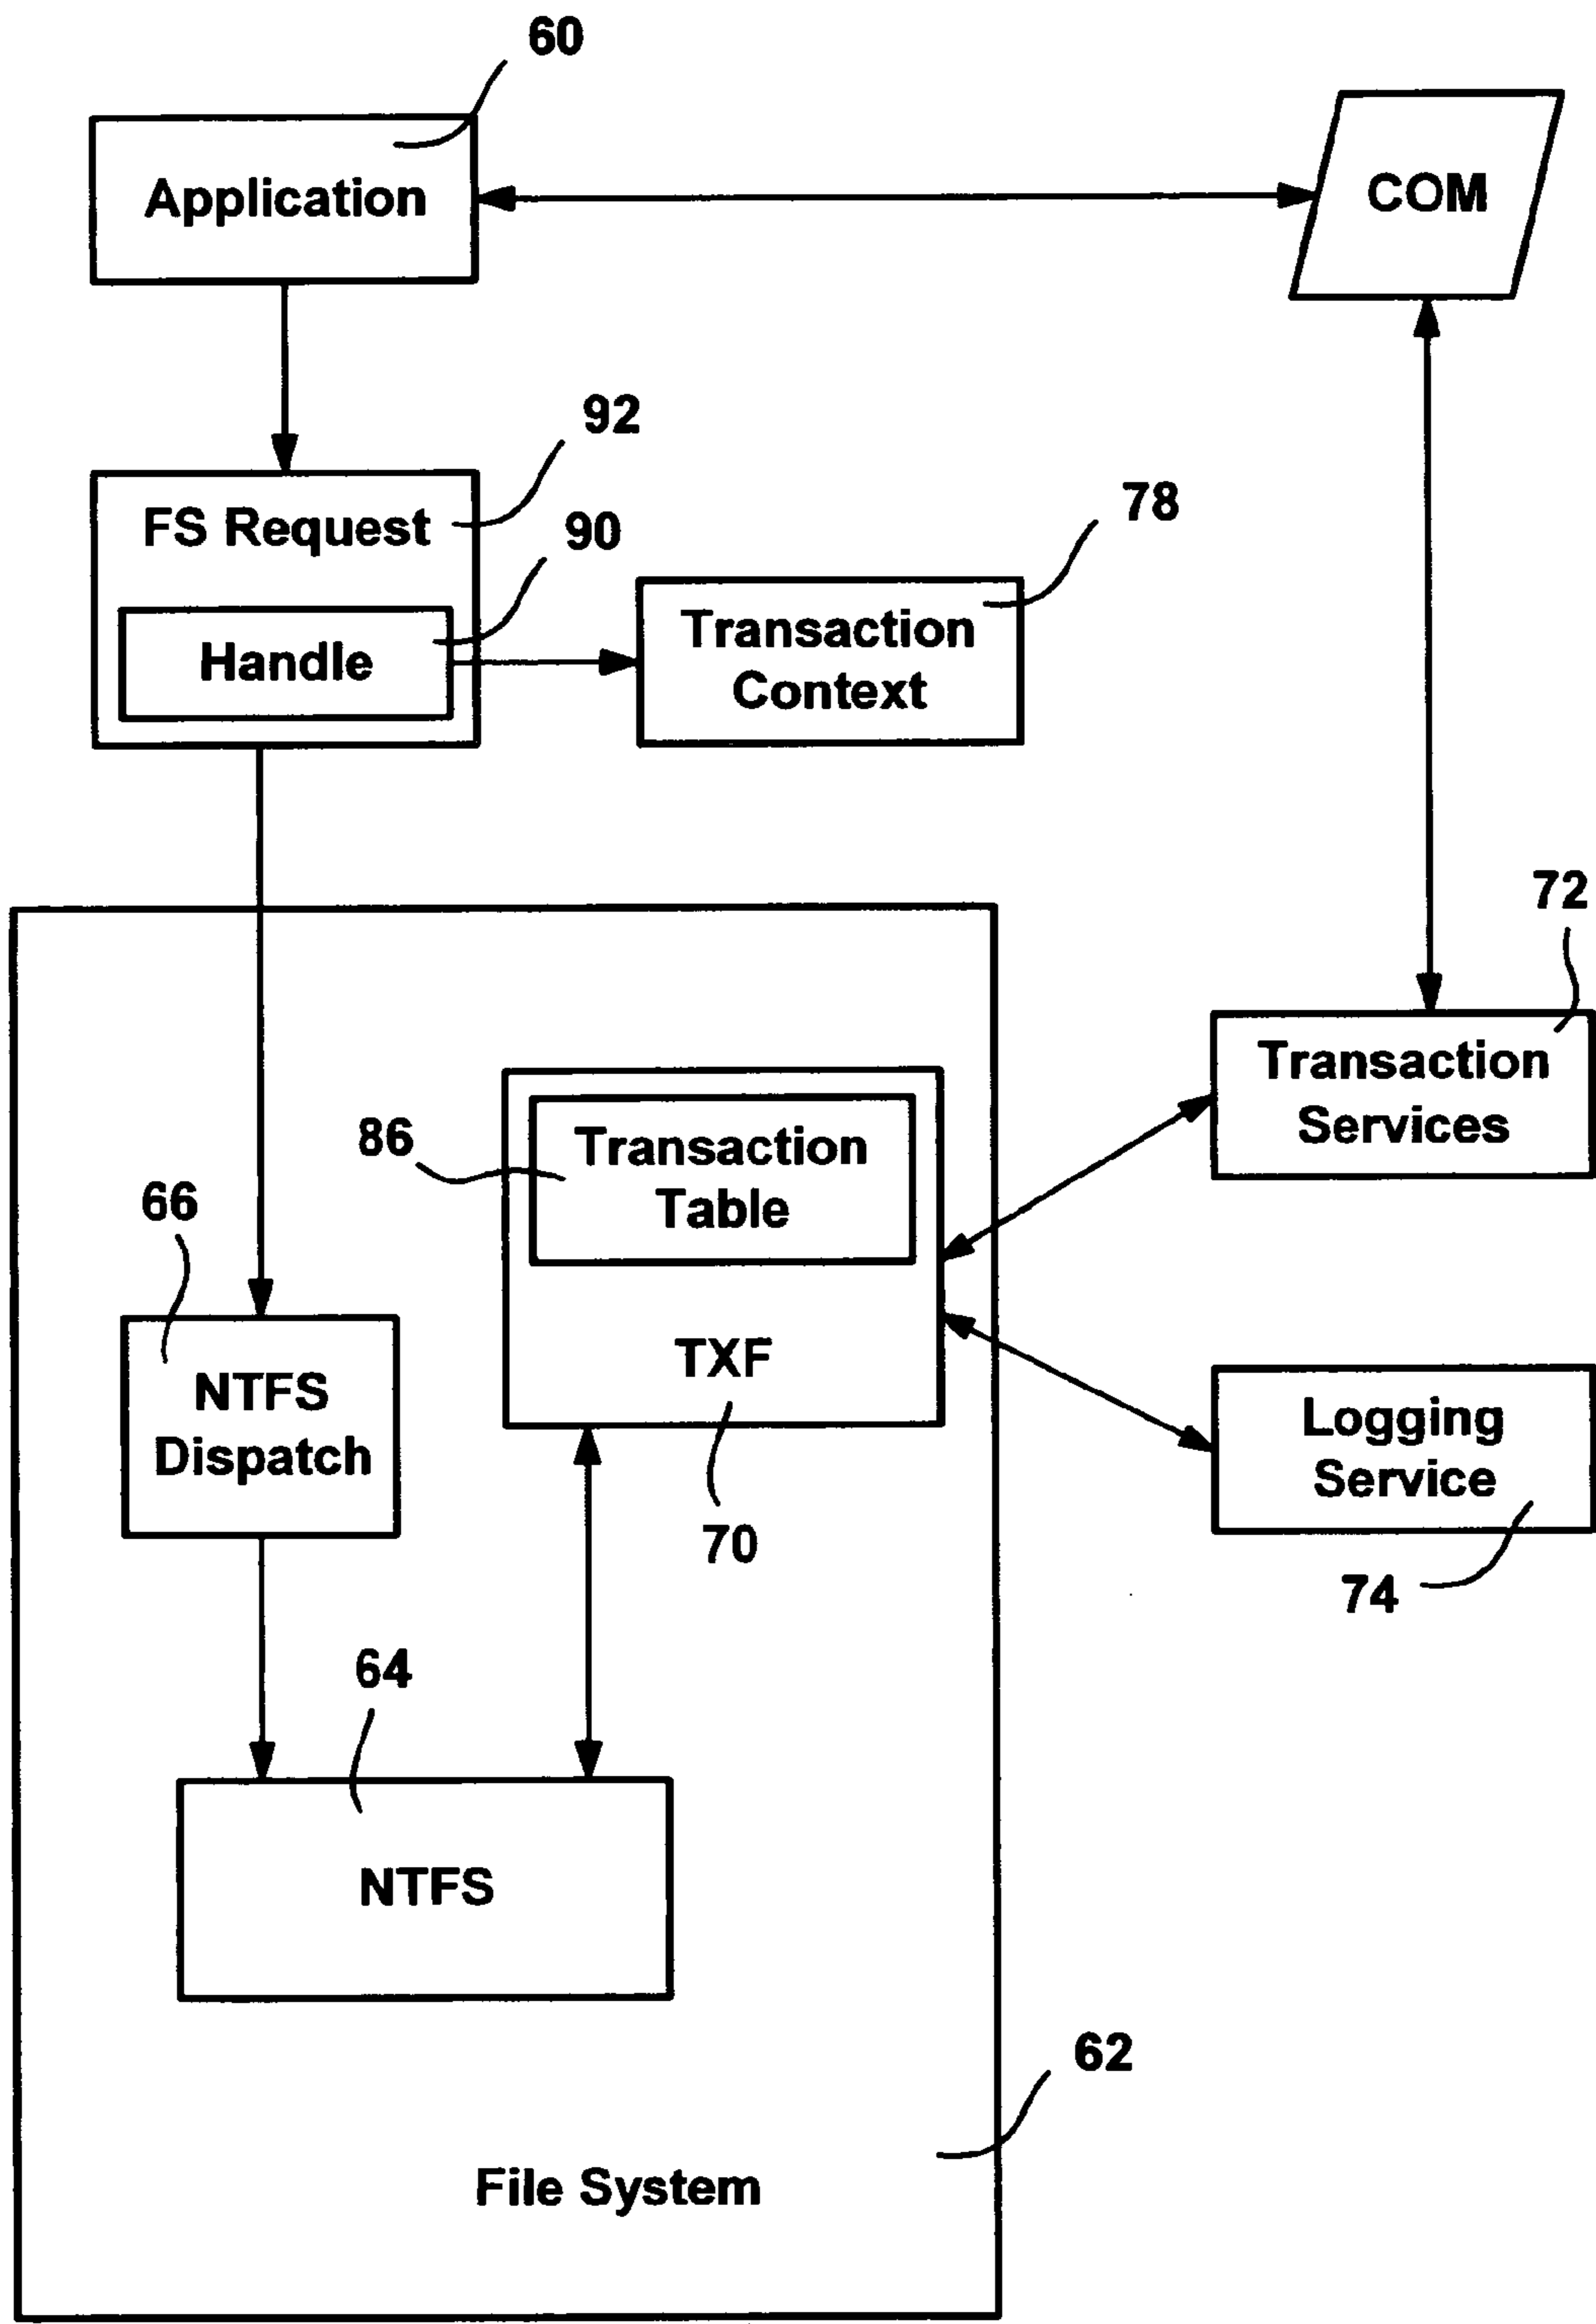 60
Application
COM
92
FS Request
90
78
Handle
Transaction
Context
72
Transaction
Services
86
Transaction
Table
66
TXF
NTFS
Dispatch
Logging
Service
70
74
64
NTFS
62
File System